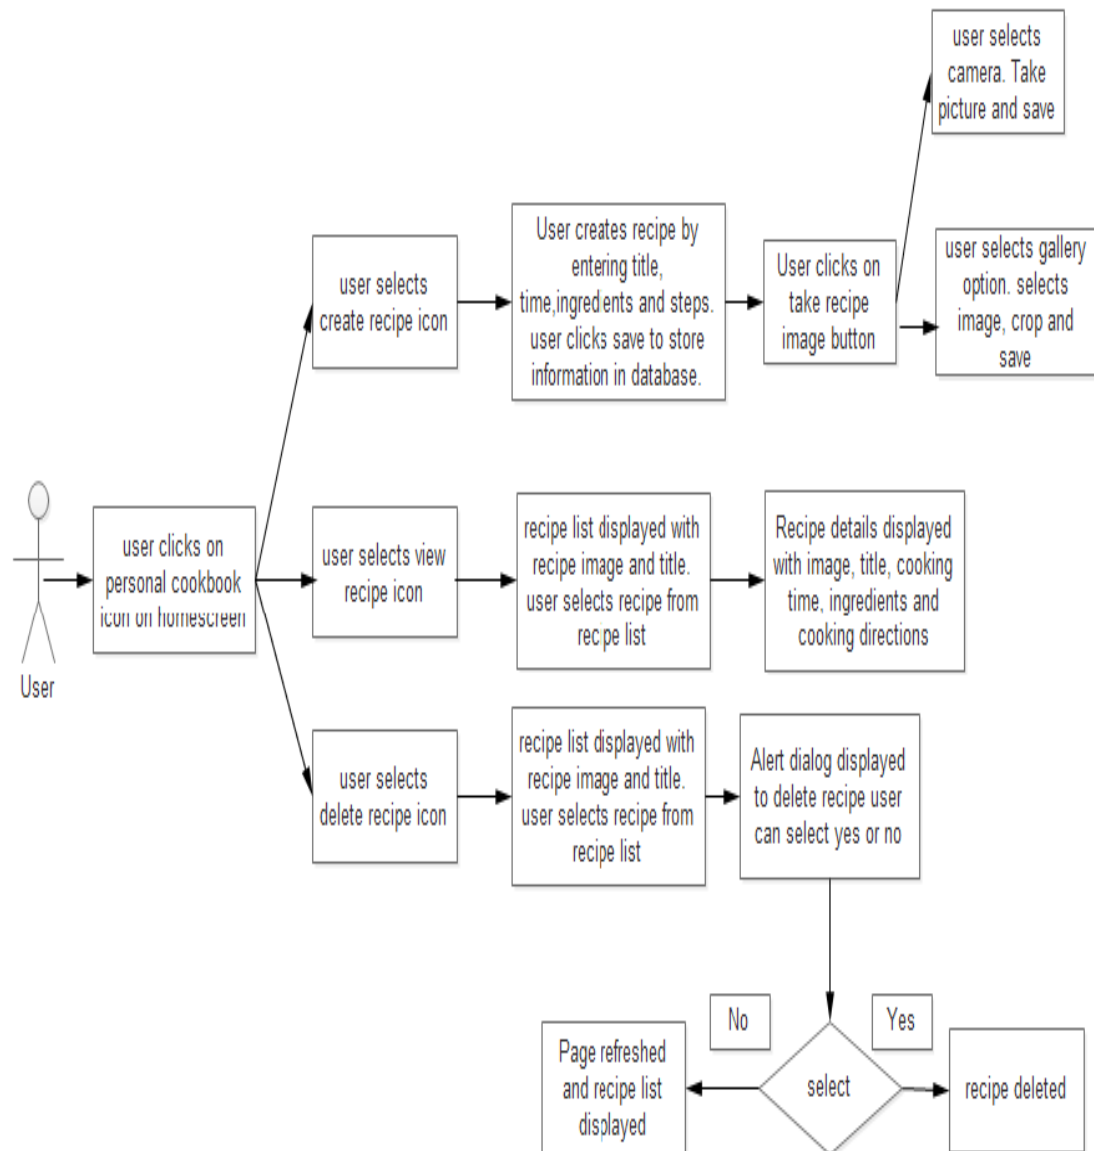 user selects
camera. Take
picture and save
user selects
create recipe icon
User creates recipe by
entering title,
time,ingredients and steps.
user clicks save to store
information in database.
User clicks on
take recipe
image button
user selects gallery
option. selects
image, crop and
save
User
user clicks on
personal cookbook
icon on homescreen
user selects view
recipe icon
recipe list displayed with
recipe image and title.
user selects recipe from
recipe list
Recipe details displayed
with image, title, cooking
time, ingredients and
cooking directions
user selects
delete recipe icon
recipe list displayed with
recipe image and title.
user selects recipe from
recipe list
Alert dialog displayed
to delete recipe user
can select yes or no
No
Yes
Page refreshed
and recipe list
displayed
select
recipe deleted